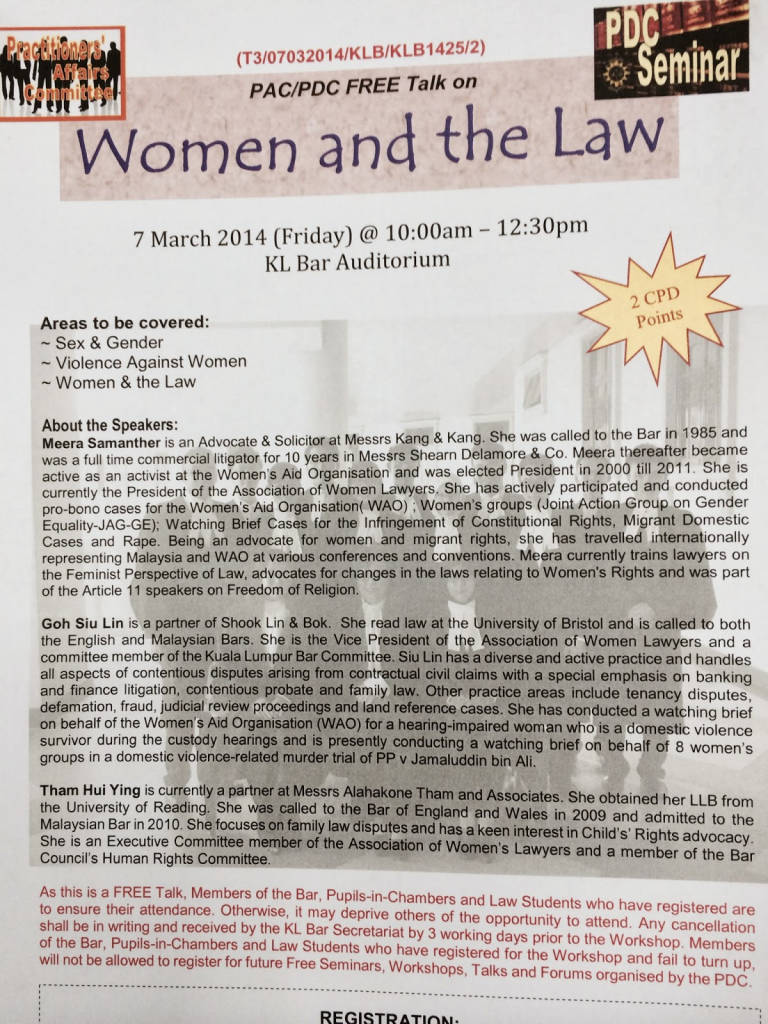 Practitioners'
Affairs
Committee
PDC
Seminar
(T3/07032014/KLB/KLB1425/2)
PAC/PDC FREE Talk on
Women and the Law
7 March 2014 (Friday) @ 10:00am – 12:30pm
KL Bar Auditorium
2 CPD
Points
Areas to be covered:
~ Sex & Gender
~ Violence Against Women
~ Women & the Law
About the Speakers:
Meera Samanther is an Advocate & Solicitor at Messrs Kang & Kang. She was called to the Bar in 1985 and
was a full time commercial litigator for 10 years in Messrs Shearn Delamore & Co. Meera thereafter became
active as an activist at the Women's Aid Organisation and was elected President in 2000 till 2011. She is
currently the President of the Association of Women Lawyers. She has actively participated and conducted
pro-bono cases for the Women's Aid Organisation( WAO) ; Women's groups (Joint Action Group on Gender
Equality-JAG-GE); Watching Brief Cases for the Infringement of Constitutional Rights, Migrant Domestic
Cases and Rape. Being an advocate for women and migrant rights, she has travelled internationally
representing Malaysia and WAO at various conferences and conventions. Meera currently trains lawyers on
the Feminist Perspective of Law, advocates for changes in the laws relating to Women's Rights and was part
of the Article 11 speakers on Freedom of Religion.
Goh Siu Lin is a partner of Shook Lin & Bok. She read law at the University of Bristol and is called to both
the English and Malaysian Bars. She is the Vice President of the Association of Women Lawyers and a
committee member of the Kuala Lumpur Bar Committee. Siu Lin has a diverse and active practice and handles
all aspects of contentious disputes arising from contractual civil claims with a special emphasis on banking
and finance litigation, contentious probate and family law. Other practice areas include tenancy disputes,
defamation, fraud, judicial review proceedings and land reference cases. She has conducted a watching brief
on behalf of the Women's Aid Organisation (WAO) for a hearing-impaired woman who is a domestic violence
survivor during the custody hearings and is presently conducting a watching brief on behalf of 8 women's
groups in a domestic violence-related murder trial of PP v Jamaluddin bin Ali.
Tham Hui Ying is currently a partner at Messrs Alahakone Tham and Associates. She obtained her LLB from
the University of Reading. She was called to the Bar of England and Wales in 2009 and admitted to the
Malaysian Bar in 2010. She focuses on family law disputes and has a keen interest in Child's' Rights advocacy.
She is an Executive Committee member of the Association of Women's Lawyers and a member of the Bar
Council's Human Rights Committee.
As this is a FREE Talk, Members of the Bar, Pupils-in-Chambers and Law Students who have registered are
to ensure their attendance. Otherwise, it may deprive others of the opportunity to attend. Any cancellation
shall be in writing and received by the KL Bar Secretariat by 3 working days prior to the Workshop. Members
of the Bar, Pupils-in-Chambers and Law Students who have registered for the Workshop and fail to turn up,
will not be allowed to register for future Free Seminars, Workshops, Talks and Forums organised by the PDC.
REGISTRATION: